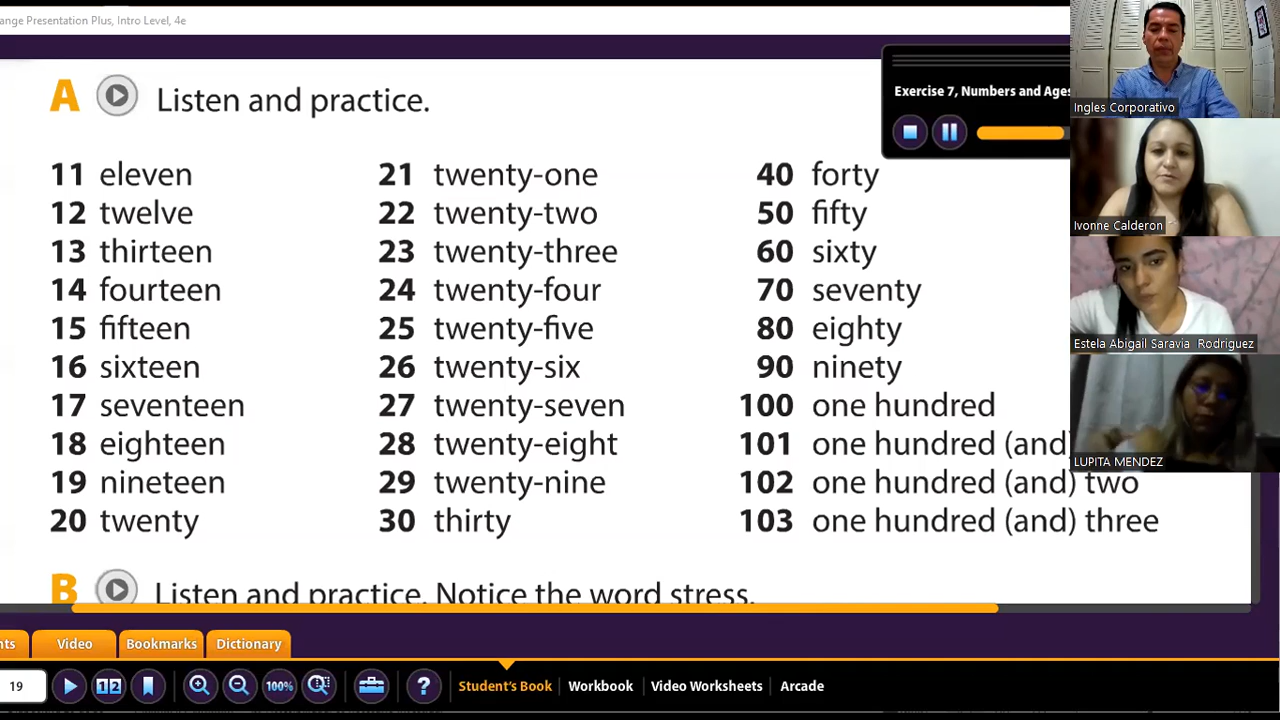 ange Presentation Plus, Intro Level, 4e
A Listen and practice.
Exercise 7, Numbers and Ages
11 eleven 21 twenty-one 40 forty
12 twelve 22 twenty-two 50 fifty
13 thirteen 23 twenty-three 60 sixty
14 fourteen 24 twenty-four 70 seventy
15 fifteen 25 twenty-five 80 eighty
16 sixteen 26 twenty-six 90 ninety
17 seventeen 27 twenty-seven 100 one hundred
18 eighteen 28 twenty-eight 101 one hundred (and)
19 nineteen 29 twenty-nine 102 one hundred (and) two
20 twenty 30 thirty 103 one hundred (and) three
B Listen and practice. Notice the word stress.
Ingles Corporativo
Ivonne Calderon
Estela Abigail Saravia Rodriguez
LUPITA MENDEZ
nts Video Bookmarks Dictionary
19 12 100% ? Student's Book Workbook Video Worksheets Arcade